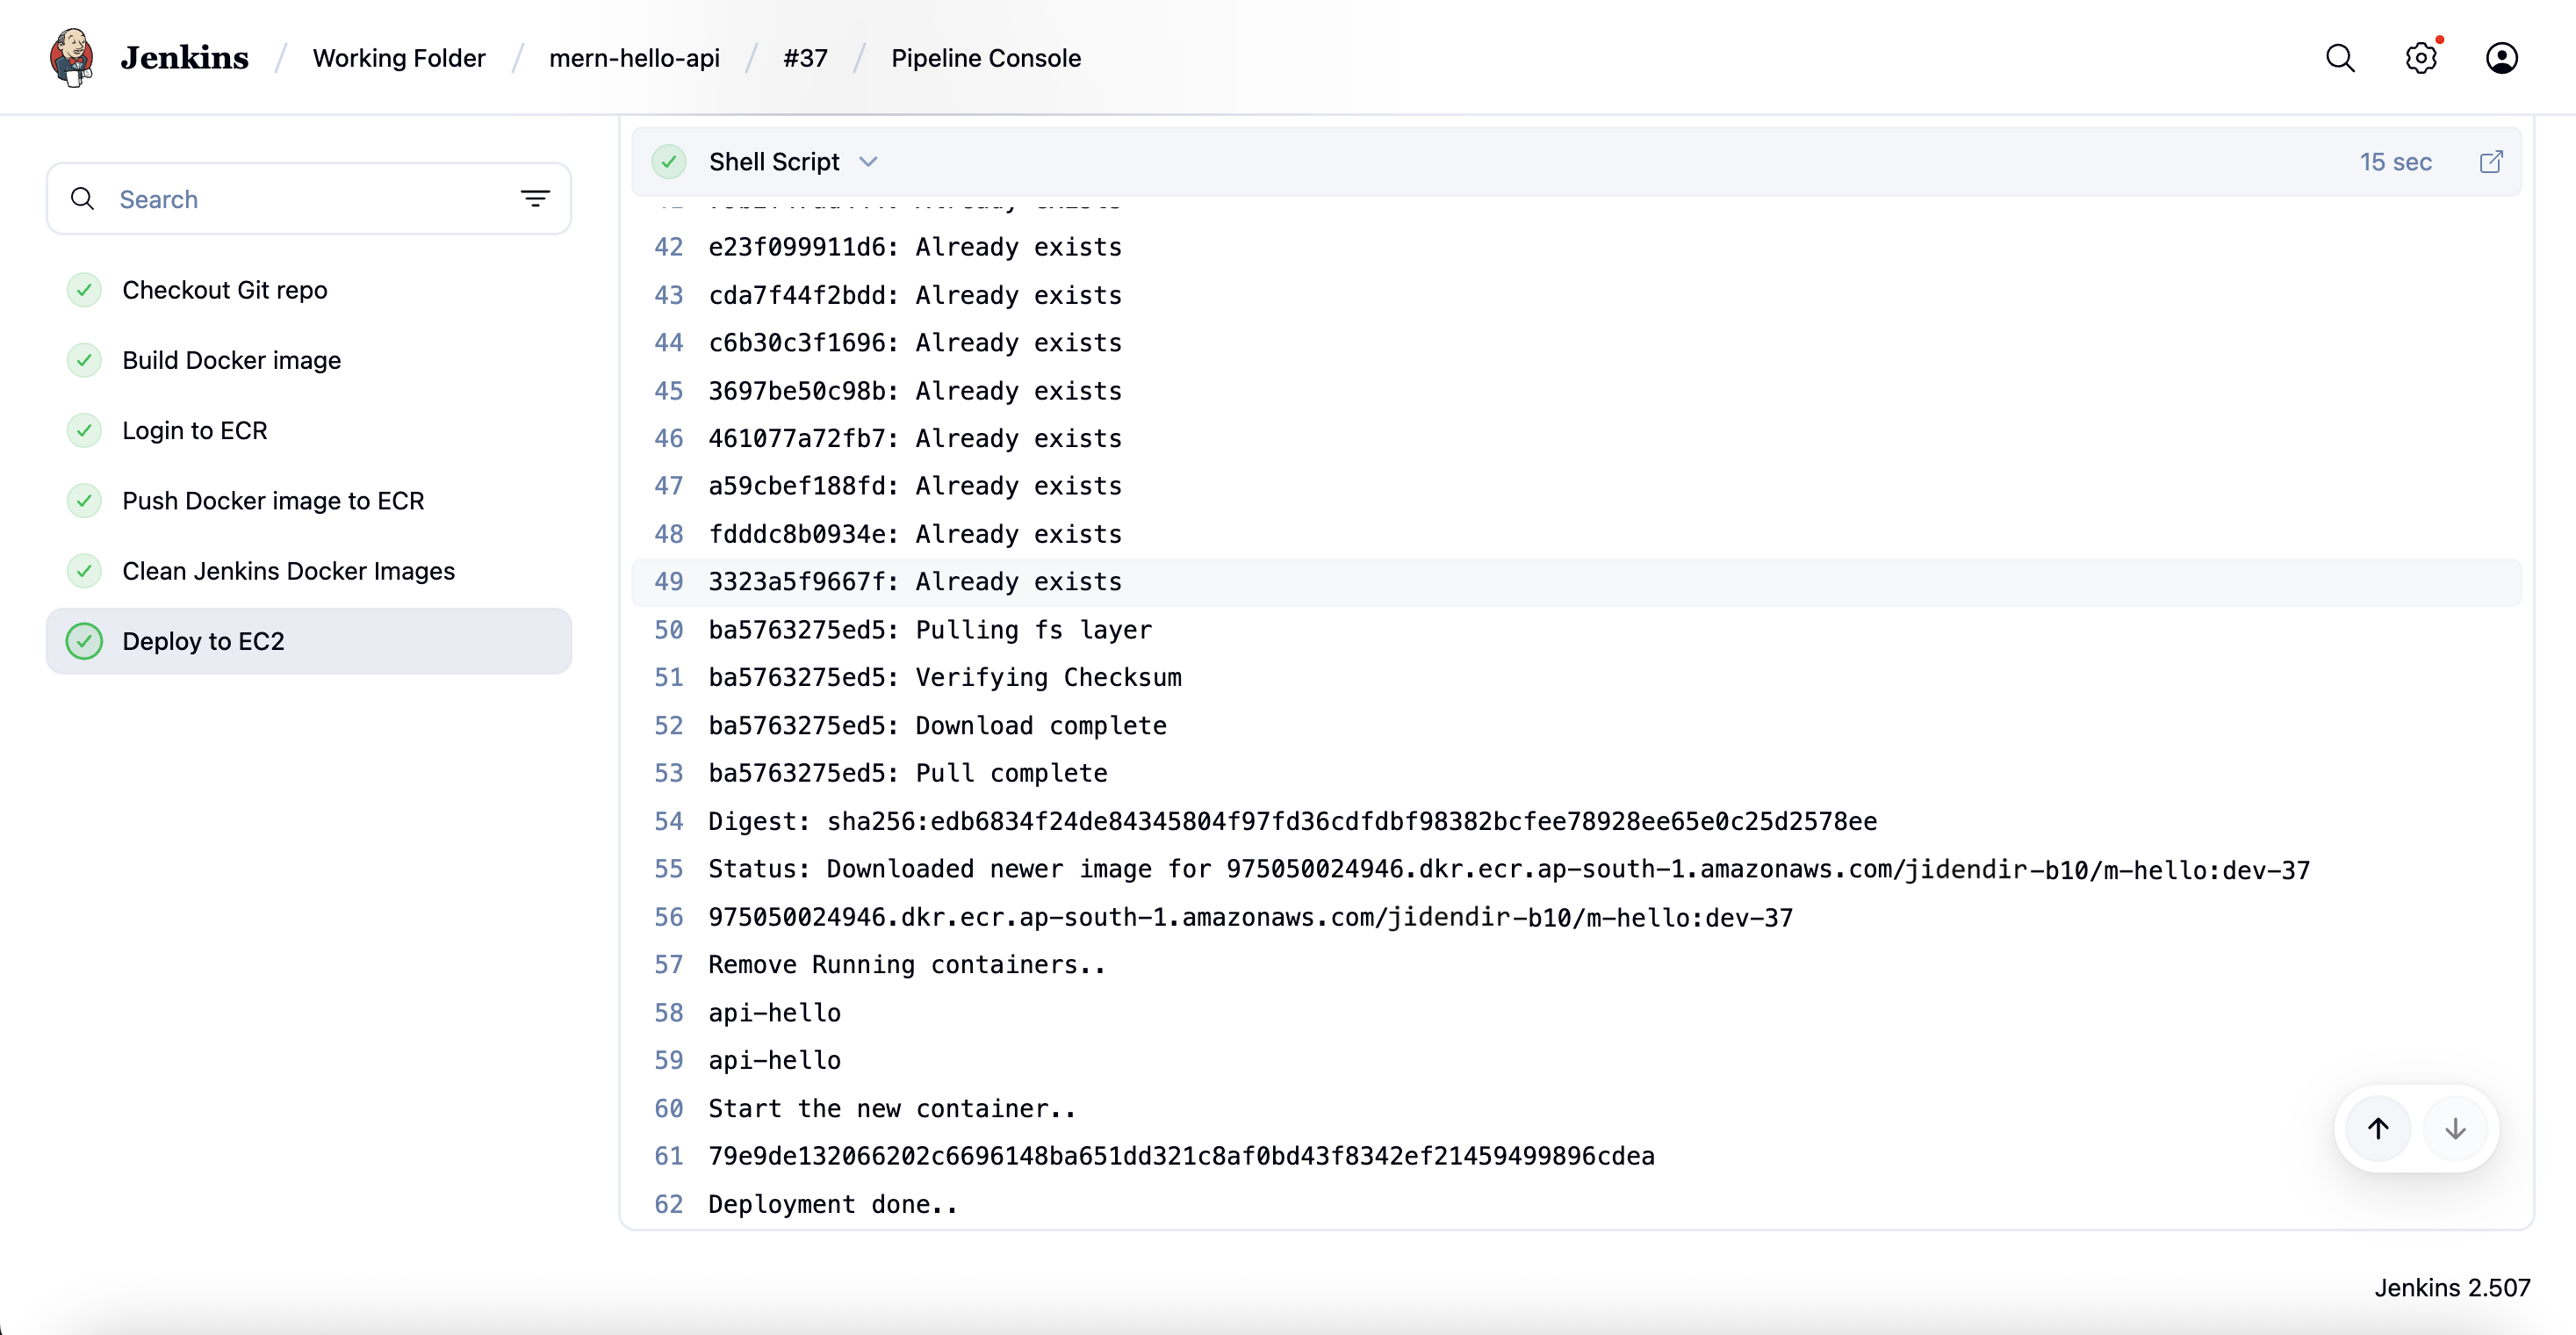 Jenkins / Working Folder / mern-hello-api / #37 / Pipeline Console
Search
Checkout Git repo
Build Docker image
Login to ECR
Push Docker image to ECR
Clean Jenkins Docker Images
Deploy to EC2
Shell Script 15 sec
42 e23f099911d6: Already exists
43 cda7f44f2bdd: Already exists
44 c6b30c3f1696: Already exists
45 3697be50c98b: Already exists
46 461077a72fb7: Already exists
47 a59cbef188fd: Already exists
48 fdddc8b0934e: Already exists
49 3323a5f9667f: Already exists
50 ba5763275ed5: Pulling fs layer
51 ba5763275ed5: Verifying Checksum
52 ba5763275ed5: Download complete
53 ba5763275ed5: Pull complete
54 Digest: sha256:edb6834f24de84345804f97fd36cdfdbf98382bcfee78928ee65e0c25d2578ee
55 Status: Downloaded newer image for 975050024946.dkr.ecr.ap-south-1.amazonaws.com/jidendir-b10/m-hello:dev-37
56 975050024946.dkr.ecr.ap-south-1.amazonaws.com/jidendir-b10/m-hello:dev-37
57 Remove Running containers..
58 api-hello
59 api-hello
60 Start the new container..
61 79e9de132066202c6696148ba651dd321c8af0bd43f8342ef21459499896cdea
62 Deployment done..
Jenkins 2.507